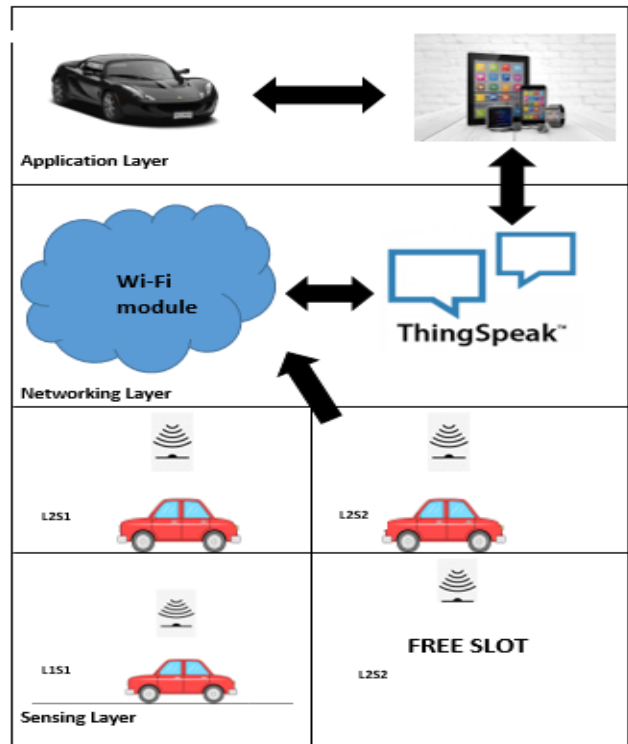 Application Layer
Wi-Fi
module
ThingSpeak™
Networking Layer
L2S1
L2S2
L1S1
FREE SLOT
L2S2
Sensing Layer